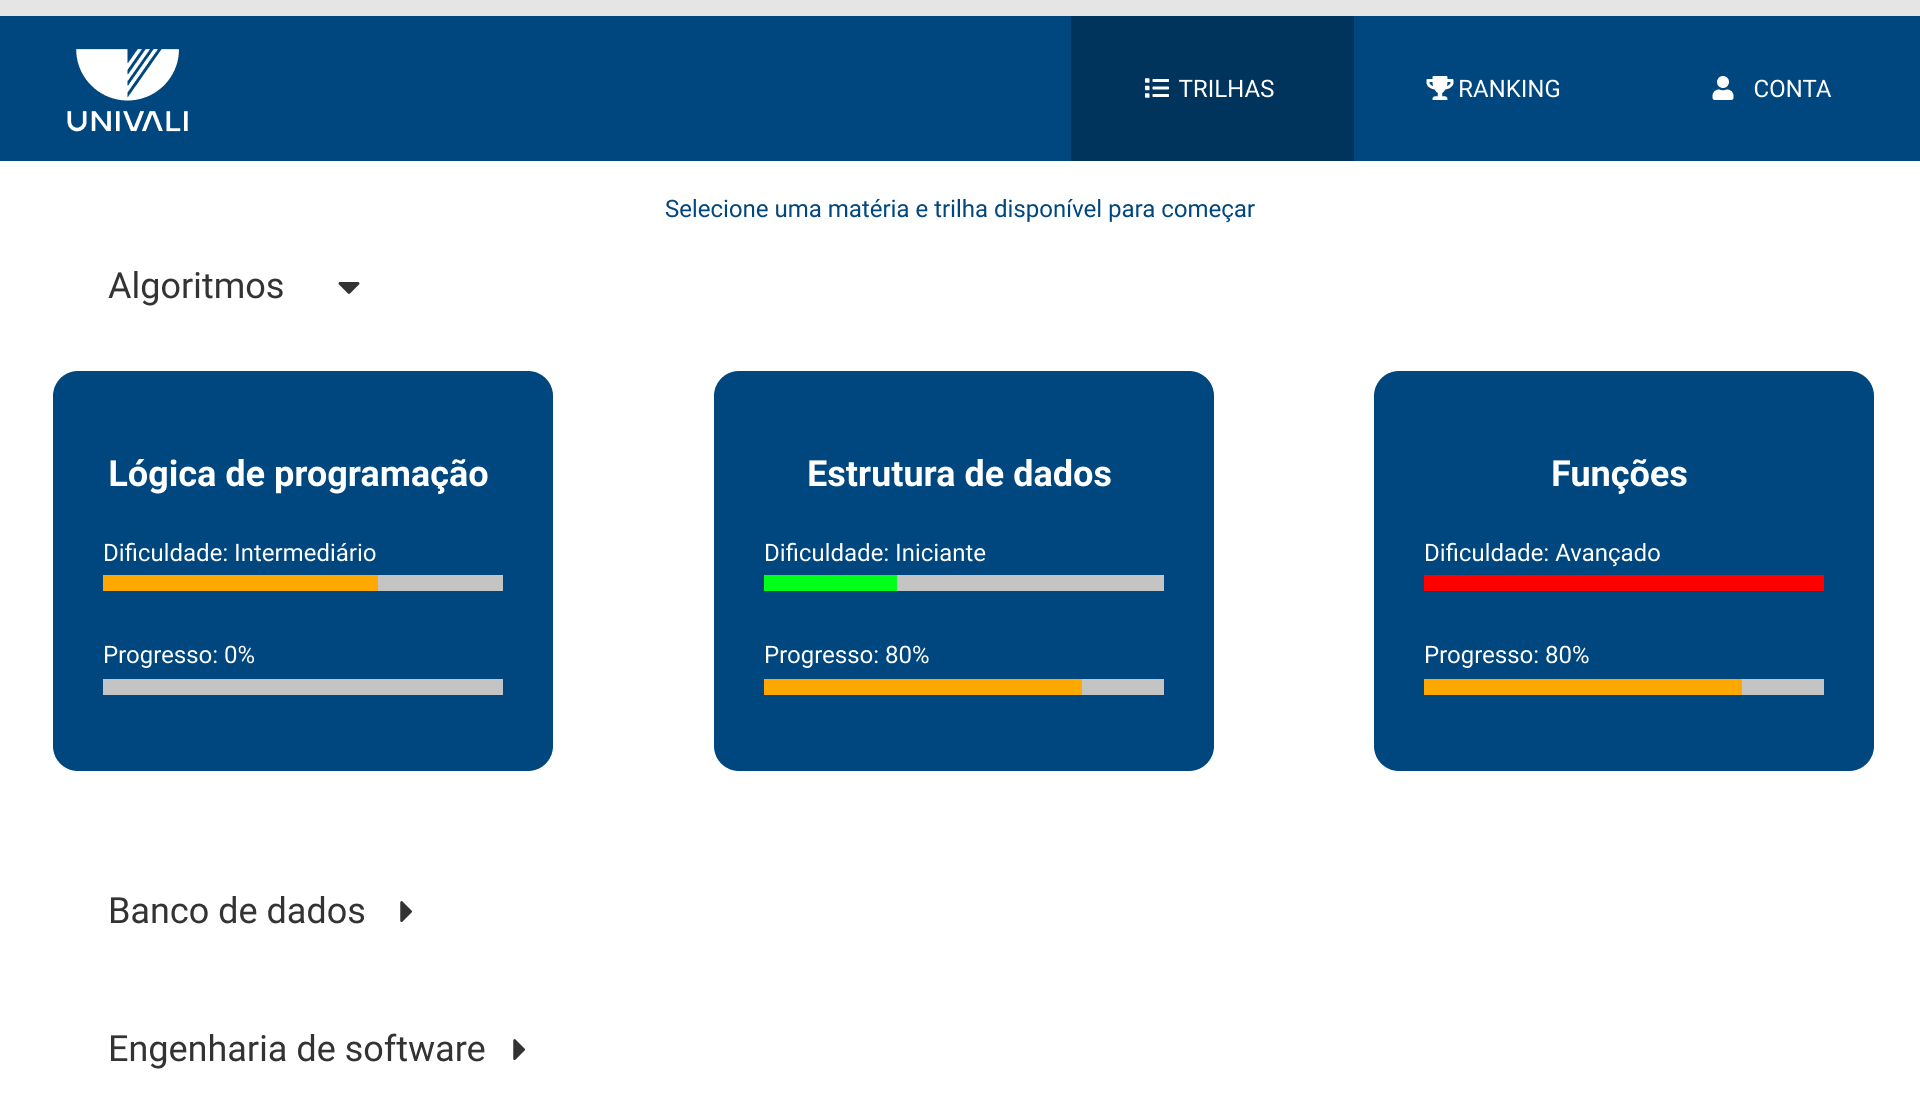 UNIVALI
TRILHAS
RANKING
CONTA
Selecione uma matéria e trilha disponível para começar
Algoritmos
Lógica de programação
Dificuldade: Intermediário
Progresso: 0%
Estrutura de dados
Dificuldade: Iniciante
Progresso: 80%
Funções
Dificuldade: Avançado
Progresso: 80%
Banco de dados
Engenharia de software